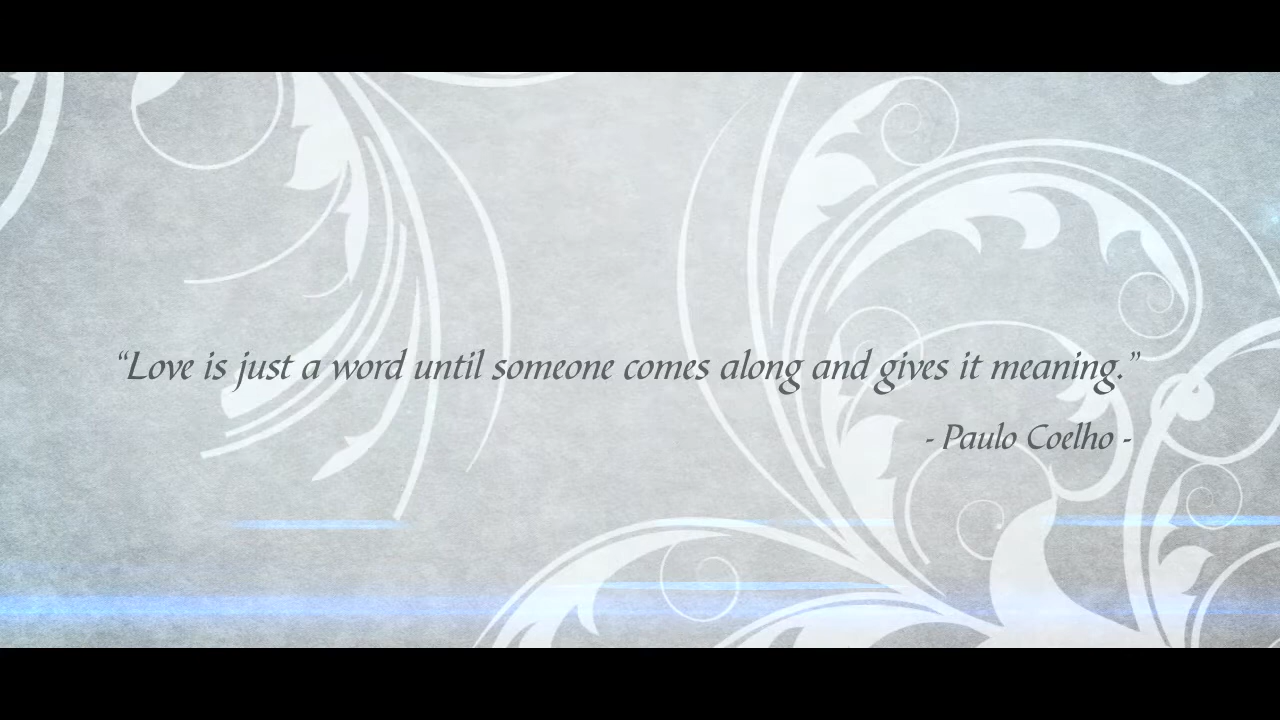 “Love is just a word until someone comes along and gives it meaning.”
- Paulo Coelho -